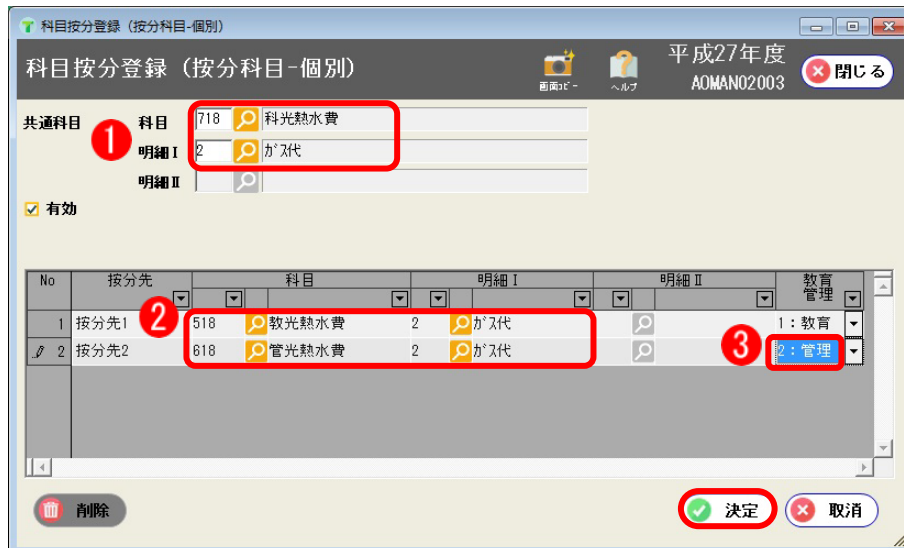 科目按分登録（按分科目-個別）
科目按分登録（按分科目-個別）
画面ｺﾋﾟｰ
ヘルプ
平成27年度
AOMAN02003
閉じる
共通科目
1
科目 718 科光熱水費
明細Ⅰ 2 ｶﾞｽ代
明細Ⅱ
有効
No 按分先 科目 明細Ⅰ 明細Ⅱ 教育管理
1 按分先1 2 518 教光熱水費 2 ｶﾞｽ代 1：教育
2 按分先2 618 管光熱水費 2 ｶﾞｽ代 3 2：管理
削除 決定 取消